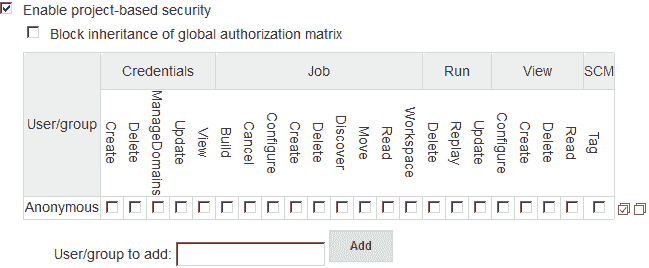 Enable project-based security
Block inheritance of global authorization matrix
User/group Credentials Job Run View SCM
Create Delete ManageDomains Update View Build Cancel Configure Create Delete Discover Move Read Workspace Delete Replay Update Configure Create Delete Read Tag
Anonymous
User/group to add: Add